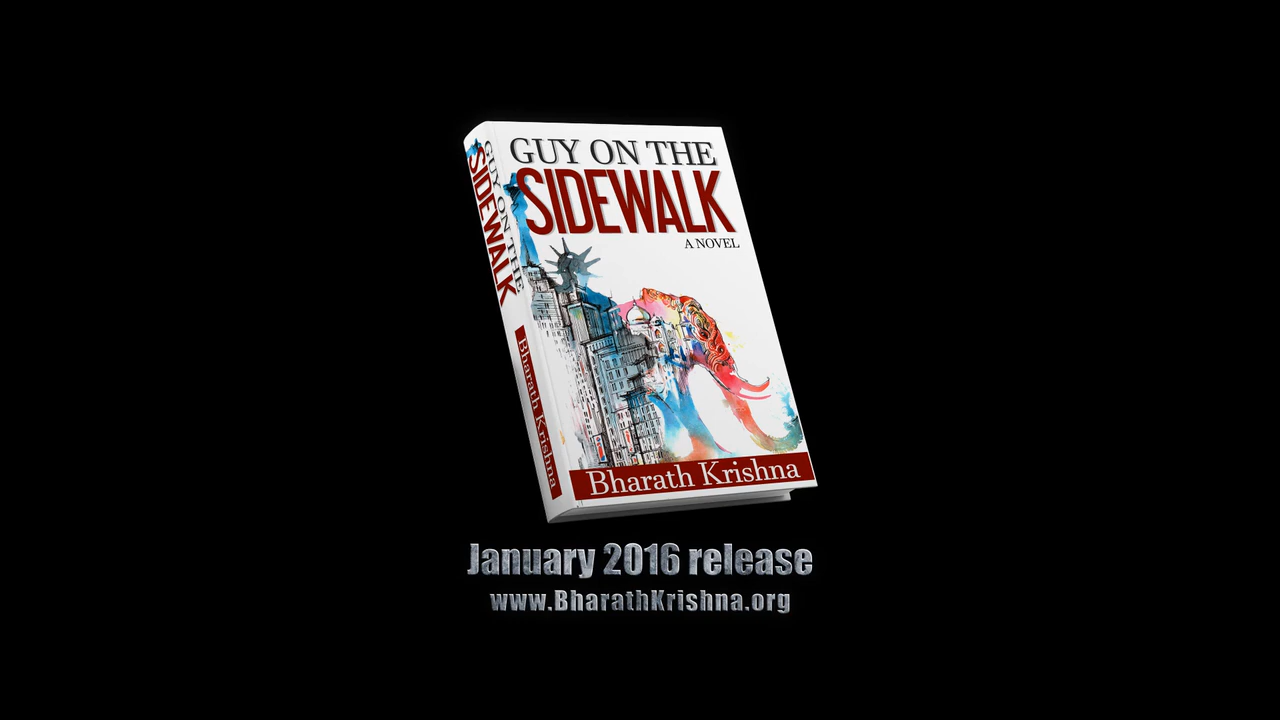 GUY ON THE
SIDEWALK
A NOVEL
Bharath Krishna
GUY ON THE
SIDEWALK
Bharath Krishna
January 2016 release
www.BharathKrishna.org